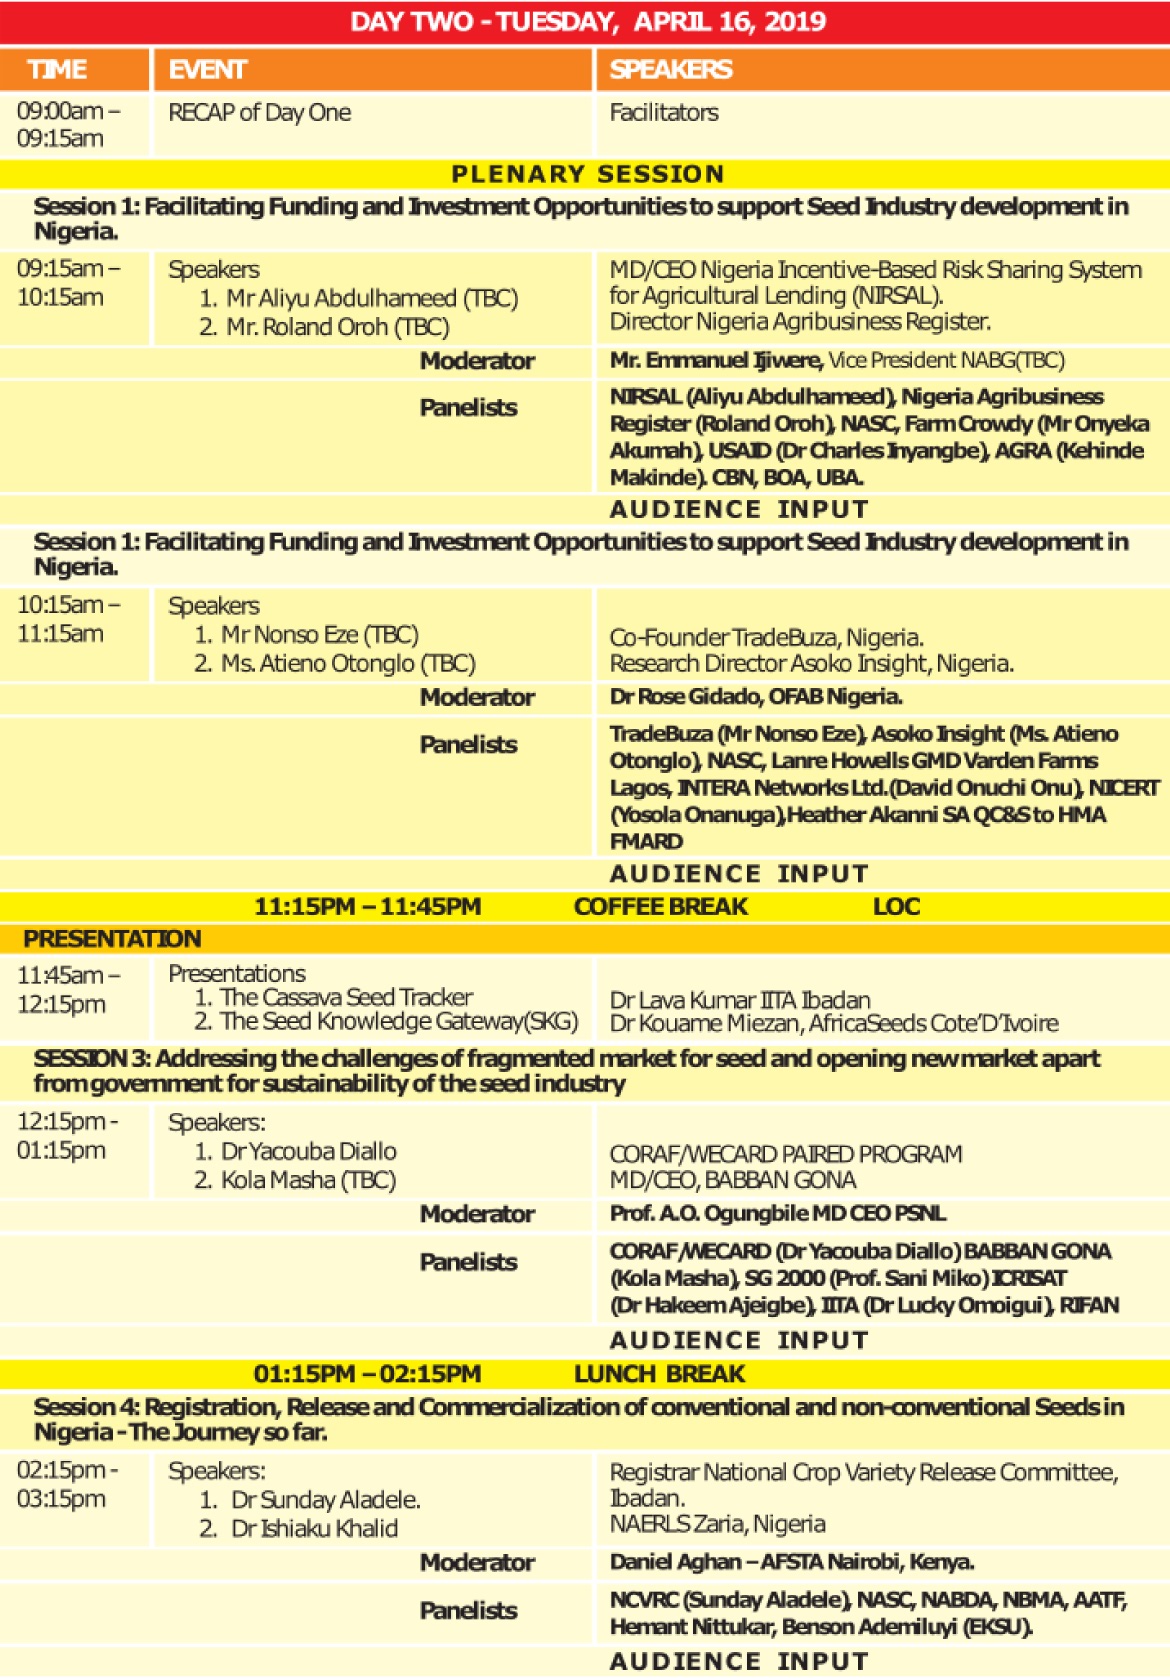 DAY TWO - TUESDAY, APRIL 16, 2019
TIME EVENT SPEAKERS
09:00am – RECAP of Day One Facilitators
09:15am
PLENARY SESSION
Session 1: Facilitating Funding and Investment Opportunities to support Seed Industry development in
Nigeria.
09:15am – Speakers MD/CEO Nigeria Incentive-Based Risk Sharing System
10:15am 1. Mr Aliyu Abdulhameed (TBC) for Agricultural Lending (NIRSAL).
2. Mr. Roland Oroh (TBC) Director Nigeria Agribusiness Register.
Moderator Mr. Emmanuel Ijiwere, Vice President NABG(TBC)
Panelists NIRSAL (Aliyu Abdulhameed), Nigeria Agribusiness
Register (Roland Oroh), NASC, Farm Crowdy (Mr Onyeka
Akumah), USAID (Dr Charles Inyangbe), AGRA (Kehinde
Makinde). CBN, BOA, UBA.
AUDIENCE INPUT
Session 1: Facilitating Funding and Investment Opportunities to support Seed Industry development in
Nigeria.
10:15am – Speakers
11:15am 1. Mr Nonso Eze (TBC) Co-Founder TradeBuza, Nigeria.
2. Ms. Atieno Otonglo (TBC) Research Director Asoko Insight, Nigeria.
Moderator Dr Rose Gidado, OFAB Nigeria.
Panelists TradeBuza (Mr Nonso Eze), Asoko Insight (Ms. Atieno
Otonglo), NASC, Lanre Howells GMD Varden Farms
Lagos, INTERA Networks Ltd.(David Onuchi Onu), NICERT
(Yosola Onanuga),Heather Akanni SA QC&S to HMA
FMARD
AUDIENCE INPUT
11:15PM – 11:45PM COFFEE BREAK LOC
PRESENTATION
11:45am – Presentations
12:15pm 1. The Cassava Seed Tracker Dr Lava Kumar IITA Ibadan
2. The Seed Knowledge Gateway(SKG) Dr Kouame Miezan, AfricaSeeds Cote'D'Ivoire
SESSION 3: Addressing the challenges of fragmented market for seed and opening new market apart
from government for sustainability of the seed industry
12:15pm - Speakers:
01:15pm 1. Dr Yacouba Diallo CORAF/WECARD PAIRED PROGRAM
2. Kola Masha (TBC) MD/CEO, BABBAN GONA
Moderator Prof. A.O. Ogungbile MD CEO PSNL
Panelists CORAF/WECARD (Dr Yacouba Diallo) BABBAN GONA
(Kola Masha), SG 2000 (Prof. Sani Miko) ICRISAT
(Dr Hakeem Ajeigbe), IITA (Dr Lucky Omoigui), RIFAN
AUDIENCE INPUT
01:15PM – 02:15PM LUNCH BREAK
Session 4: Registration, Release and Commercialization of conventional and non-conventional Seeds in
Nigeria - The Journey so far.
02:15pm - Speakers: Registrar National Crop Variety Release Committee,
03:15pm 1. Dr Sunday Aladele. Ibadan.
2. Dr Ishiaku Khalid NAERLS Zaria, Nigeria
Moderator Daniel Aghan – AFSTA Nairobi, Kenya.
Panelists NCVRC (Sunday Aladele), NASC, NABDA, NBMA, AATF,
Hemant Nittukar, Benson Ademiluyi (EKSU).
AUDIENCE INPUT